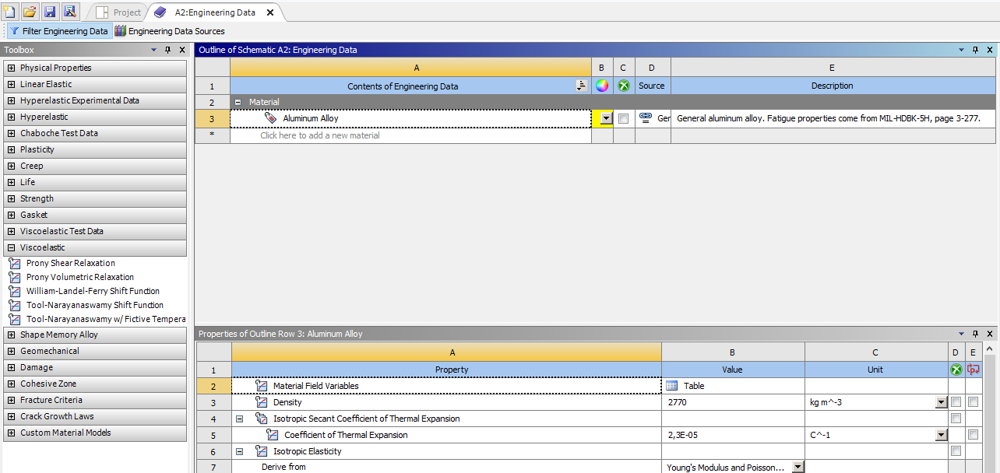 Project
A2:Engineering Data
Filter Engineering Data
Engineering Data Sources
Toolbox
Physical Properties
Linear Elastic
Hyperelastic Experimental Data
Hyperelastic
Chaboche Test Data
Plasticity
Creep
Life
Strength
Gasket
Viscoelastic Test Data
Viscoelastic
Prony Shear Relaxation
Prony Volumetric Relaxation
William-Landel-Ferry Shift Function
Tool-Narayanaswamy Shift Function
Tool-Narayanaswamy w/ Fictive Tempera
Shape Memory Alloy
Geomechanical
Damage
Cohesive Zone
Fracture Criteria
Crack Growth Laws
Custom Material Models
Outline of Schematic A2: Engineering Data
A B C D E
1 Contents of Engineering Data Source Description
2 Material
3 Aluminum Alloy Ger General aluminum alloy. Fatigue properties come from MIL-HDBK-5H, page 3-277.
* Click here to add a new material
Properties of Outline Row 3: Aluminum Alloy
A B C D E
1 Property Value Unit
2 Material Field Variables Table
3 Density 2770 kg m^-3
4 Isotropic Secant Coefficient of Thermal Expansion
5 Coefficient of Thermal Expansion 2,3E-05 C^-1
6 Isotropic Elasticity
7 Derive from Young's Modulus and Poisson...